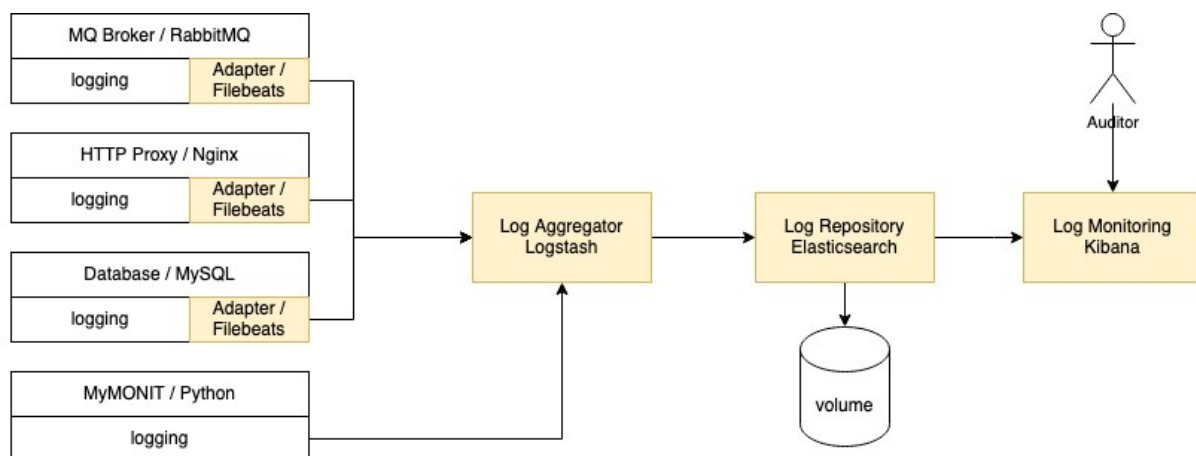 MQ Broker / RabbitMQ
logging
Adapter /
Filebeats
HTTP Proxy / Nginx
logging
Adapter /
Filebeats
Database / MySQL
logging
Adapter /
Filebeats
MyMONIT / Python
logging
Log Aggregator
Logstash
Log Repository
Elasticsearch
volume
Auditor
Log Monitoring
Kibana